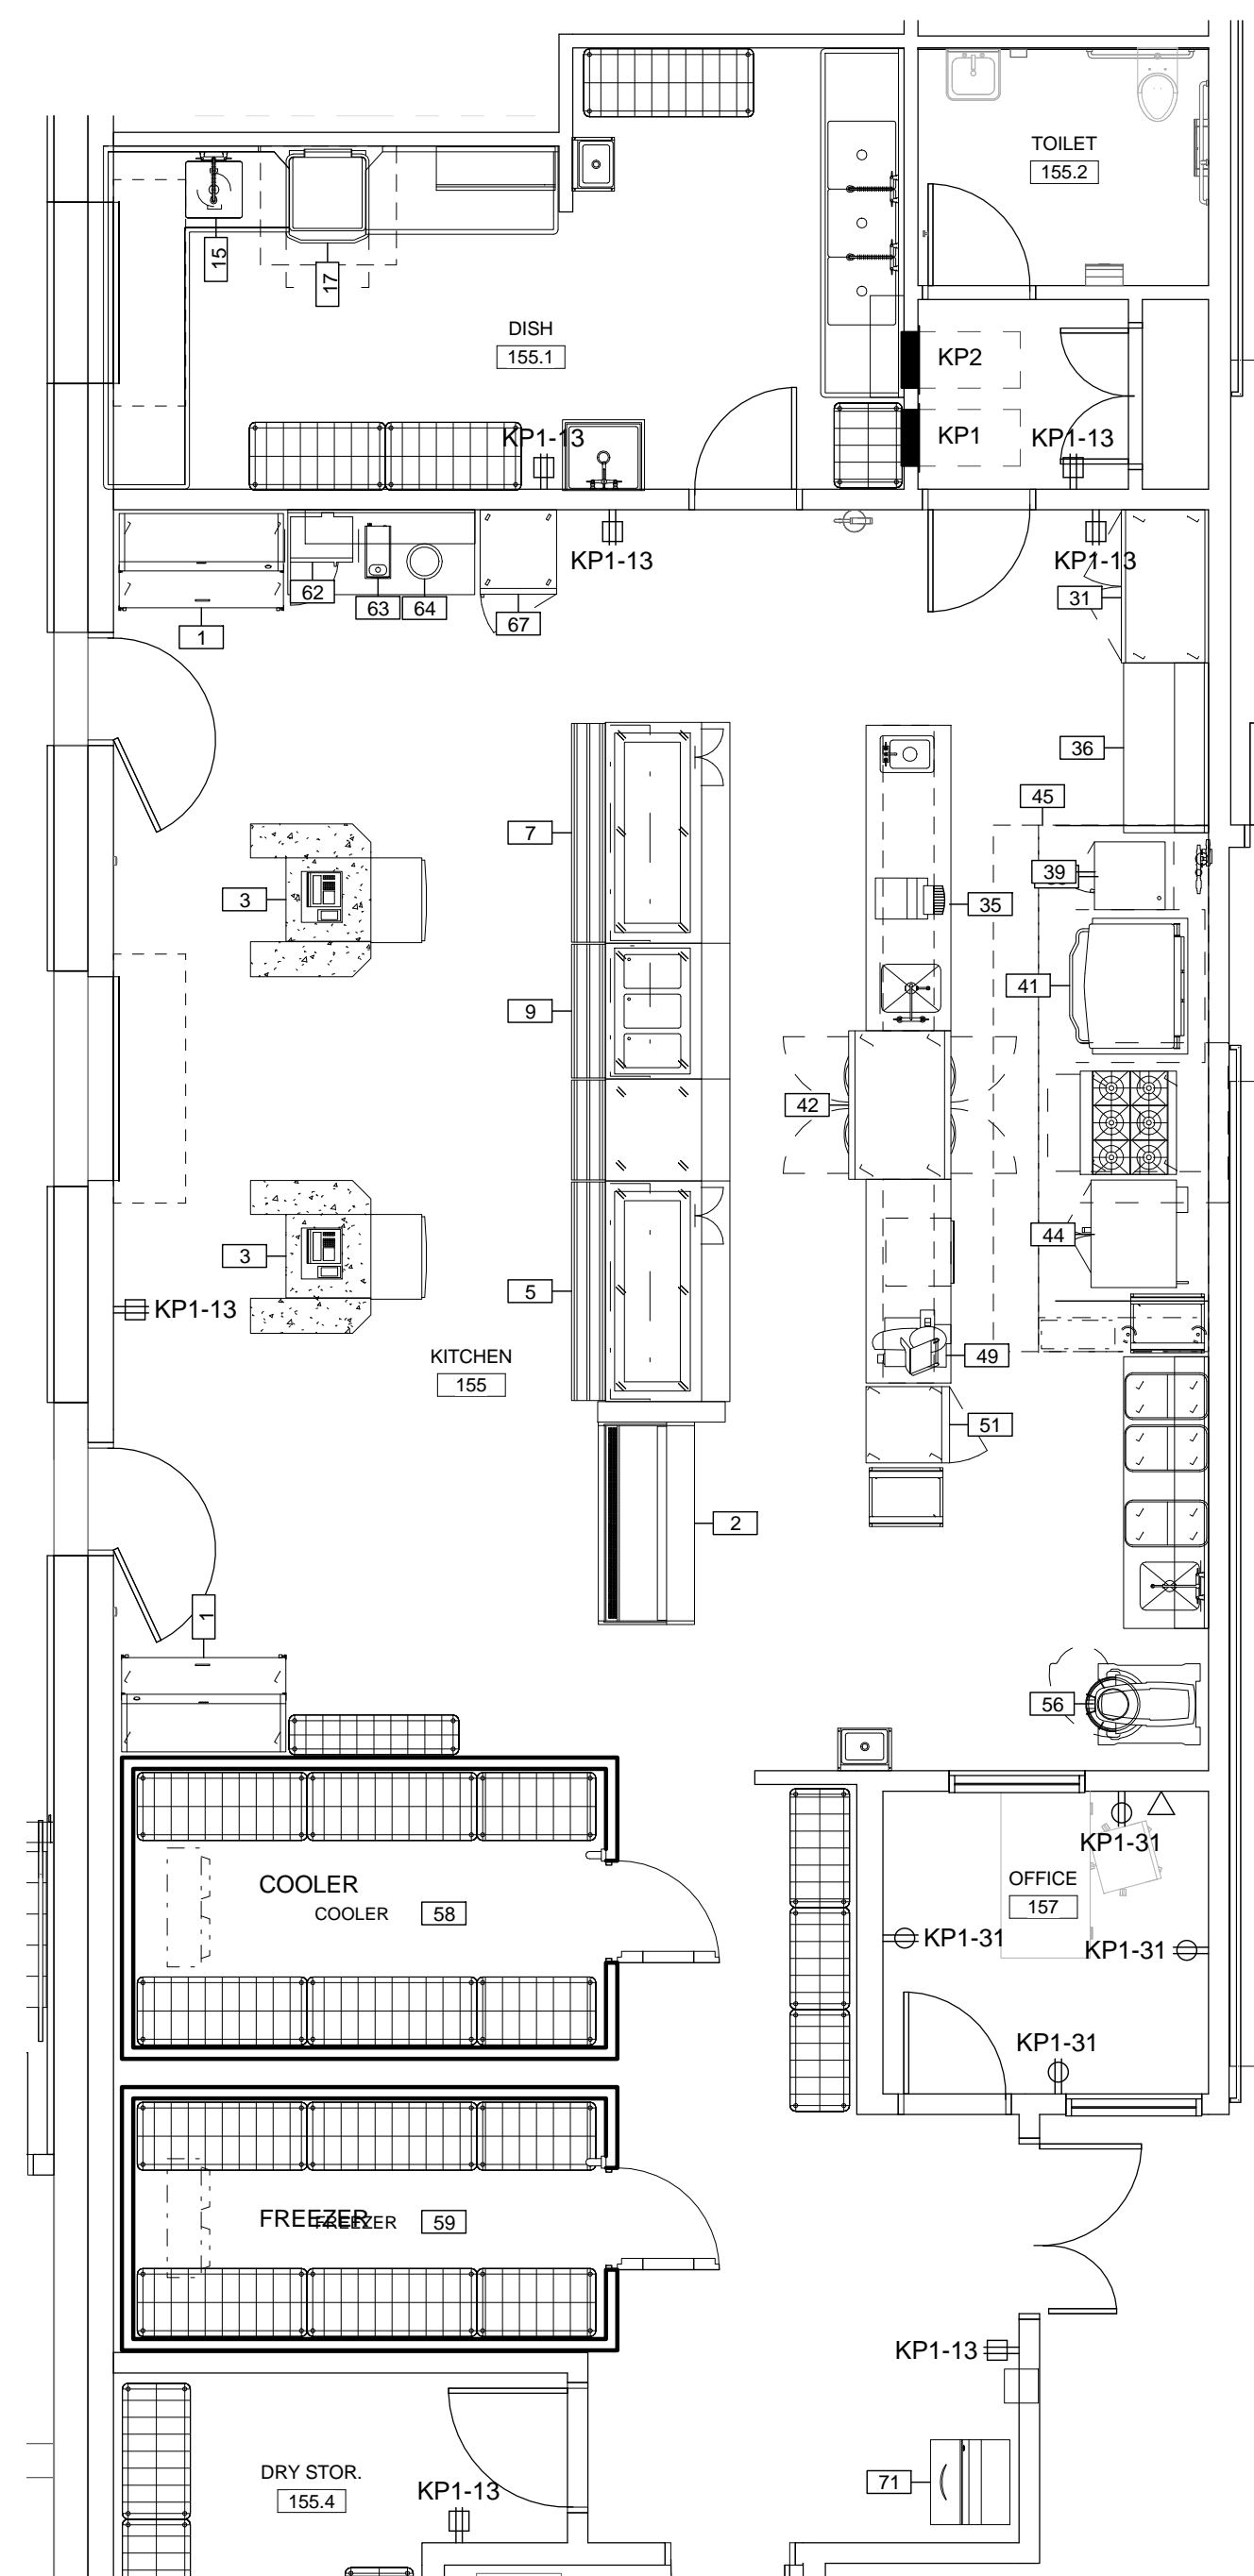 TOILET
155.2
15
17
DISH
155.1
KP2
KP1
KP1-13
KP1-13
KP1-13
KP1-13
62
63
64
67
1
31
36
45
7
3
39
35
9
41
42
3
44
5
KP1-13
KITCHEN
155
49
51
2
1
56
COOLER
COOLER
58
KP1-31
OFFICE
157
KP1-31
KP1-31
KP1-31
FREEZER
FREEZER
59
KP1-13
DRY STOR.
155.4
KP1-13
71